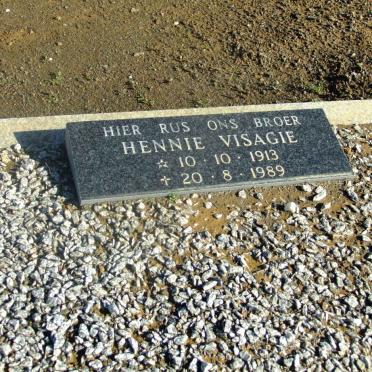 HIER RUS ONS BROER
HENNIE VISAGIE
☆ 10 · 10 · 1913
✝ 20 · 8 · 1989